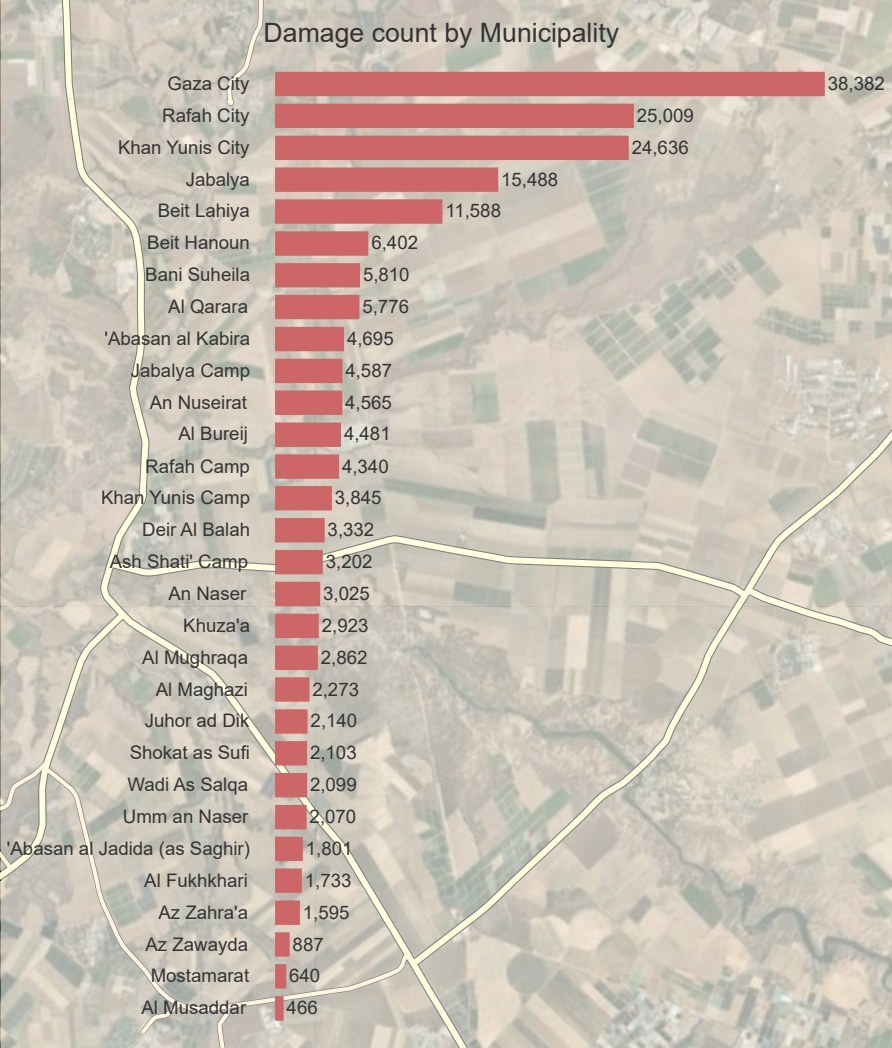 Damage count by Municipality
Gaza City 38,382
Rafah City 25,009
Khan Yunis City 24,636
Jabalya 15,488
Beit Lahiya 11,588
Beit Hanoun 6,402
Bani Suheila 5,810
Al Qarara 5,776
'Abasan al Kabira 4,695
Jabalya Camp 4,587
An Nuseirat 4,565
Al Bureij 4,481
Rafah Camp 4,340
Khan Yunis Camp 3,845
Deir Al Balah 3,332
Ash Shati' Camp 3,202
An Naser 3,025
Khuza'a 2,923
Al Mughraqa 2,862
Al Maghazi 2,273
Juhor ad Dik 2,140
Shokat as Sufi 2,103
Wadi As Salqa 2,099
Umm an Naser 2,070
'Abasan al Jadida (as Saghir) 1,801
Al Fukhkhari 1,733
Az Zahra'a 1,595
Az Zawayda 887
Mostamarat 640
Al Musaddar 466